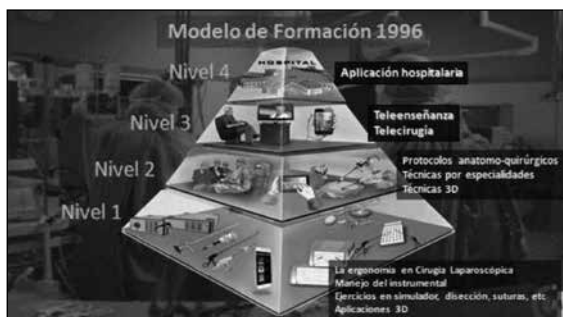 Modelo de Formación 1996
HOSPITAL
Nivel 4
Aplicación hospitalaria
Nivel 3
Teleenseñanza
Telecirugia
Nivel 2
Protocolos anatomo-quirúrgicos
Técnicas por especialidades
Técnicas 3D
Nivel 1
La ergonomía en Cirugía Laparoscópica
Manejo del instrumental
Ejercicios en simulador, disección, suturas, etc
Aplicaciones 3D